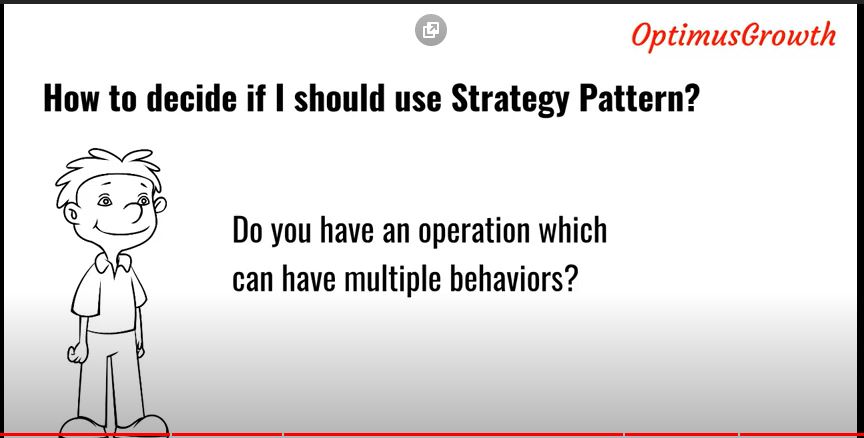 OptimusGrowth
How to decide if I should use Strategy Pattern?
Do you have an operation which
can have multiple behaviors?